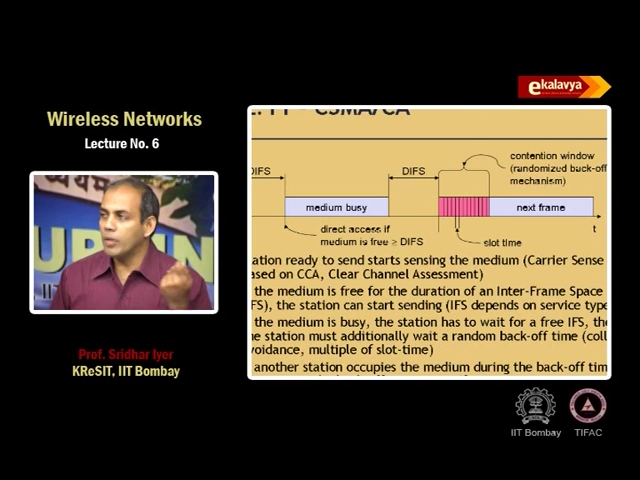 ekalavya
Wireless Networks
Lecture No. 6
CSMA/CA
DIFS
DIFS
contention window
(randomized back-off
mechanism)
medium busy
next frame
direct access if
medium is free ≥ DIFS
slot time
t
ation ready to send starts sensing the medium (Carrier Sense
ased on CCA, Clear Channel Assessment)
the medium is free for the duration of an Inter-Frame Space
FS), the station can start sending (IFS depends on service type
the medium is busy, the station has to wait for a free IFS, the
e station must additionally wait a random back-off time (coll
voidance, multiple of slot-time)
another station occupies the medium during the back-off tim
Prof. Sridhar Iyer
KReSIT, IIT Bombay
IIT Bombay
TIFAC